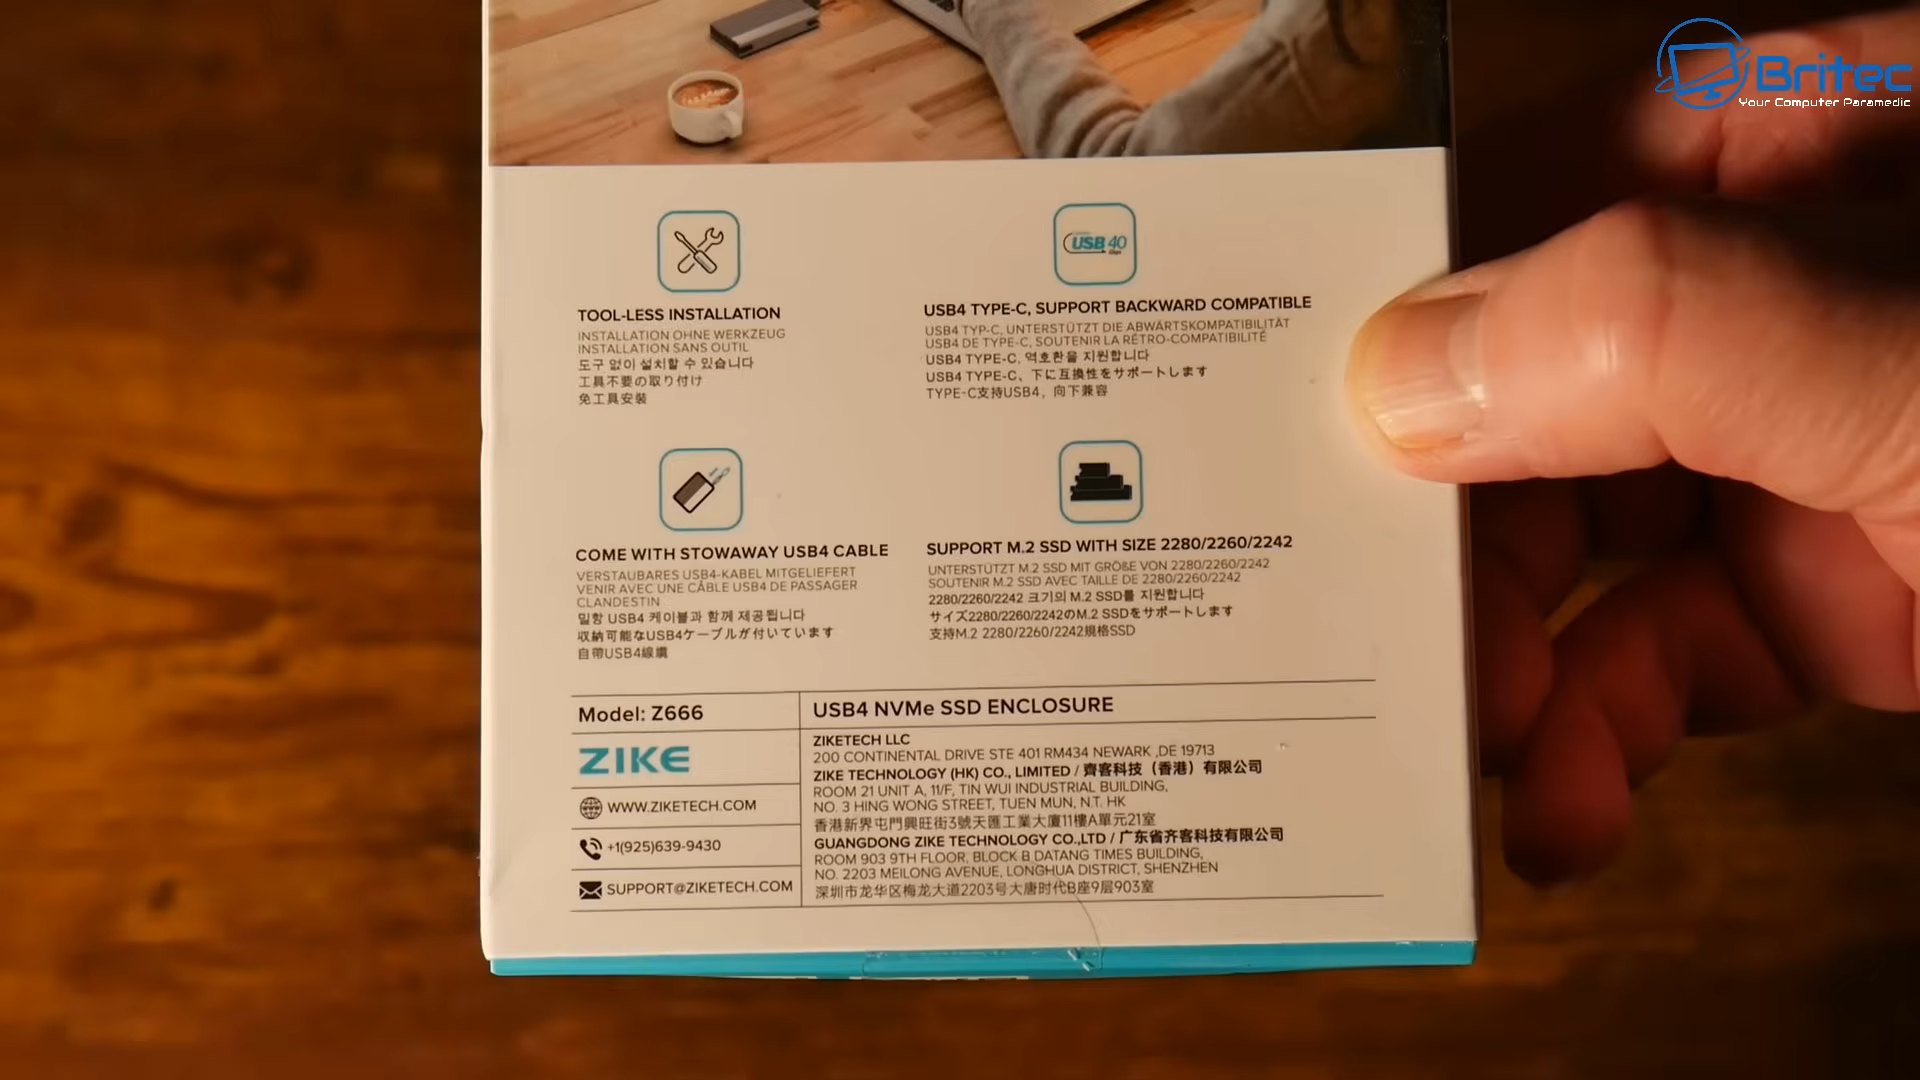 Britec
Your Computer Paramedic
USB 40
Gbps
TOOL-LESS INSTALLATION
INSTALLATION OHNE WERKZEUG
INSTALLATION SANS OUTIL
도구 없이 설치할 수 있습니다
工具不要の取り付け
免工具安裝
USB4 TYPE-C, SUPPORT BACKWARD COMPATIBLE
USB4 TYP-C, UNTERSTÜTZT DIE ABWÄRTSKOMPATIBILITÄT
USB4 DE TYPE-C, SOUTENIR LA RÉTRO-COMPATIBILITÉ
USB4 TYPE-C, 역호환을 지원합니다
USB4 TYPE-C、下に互換性をサポートします
TYPE-C支持USB4，向下兼容
COME WITH STOWAWAY USB4 CABLE
VERSTAUBARES USB4-KABEL MITGELIEFERT
VENIR AVEC UNE CÂBLE USB4 DE PASSAGER
CLANDESTIN
밀항 USB4 케이블과 함께 제공됩니다
収納可能なUSB4ケーブルが付いています
自帶USB4線纜
SUPPORT M.2 SSD WITH SIZE 2280/2260/2242
UNTERSTÜTZT M.2 SSD MIT GRÖßE VON 2280/2260/2242
SOUTENIR M.2 SSD AVEC TAILLE DE 2280/2260/2242
2280/2260/2242 크기의 M.2 SSD를 지원합니다
サイズ2280/2260/2242のM.2 SSDをサポートします
支持M.2 2280/2260/2242規格SSD
Model: Z666
USB4 NVMe SSD ENCLOSURE
ZIKE
WWW.ZIKETECH.COM
+1(925)639-9430
SUPPORT@ZIKETECH.COM
ZIKETECH LLC
200 CONTINENTAL DRIVE STE 401 RM434 NEWARK ,DE 19713
ZIKE TECHNOLOGY (HK) CO., LIMITED / 齊客科技（香港）有限公司
ROOM 21 UNIT A, 11/F, TIN WUI INDUSTRIAL BUILDING,
NO. 3 HING WONG STREET, TUEN MUN, N.T. HK
香港新界屯門興旺街3號天匯工業大廈11樓A單元21室
GUANGDONG ZIKE TECHNOLOGY CO.,LTD / 广东省齐客科技有限公司
ROOM 903 9TH FLOOR, BLOCK B DATANG TIMES BUILDING,
NO. 2203 MEILONG AVENUE, LONGHUA DISTRICT, SHENZHEN
深圳市龙华区梅龙大道2203号大唐时代B座9层903室